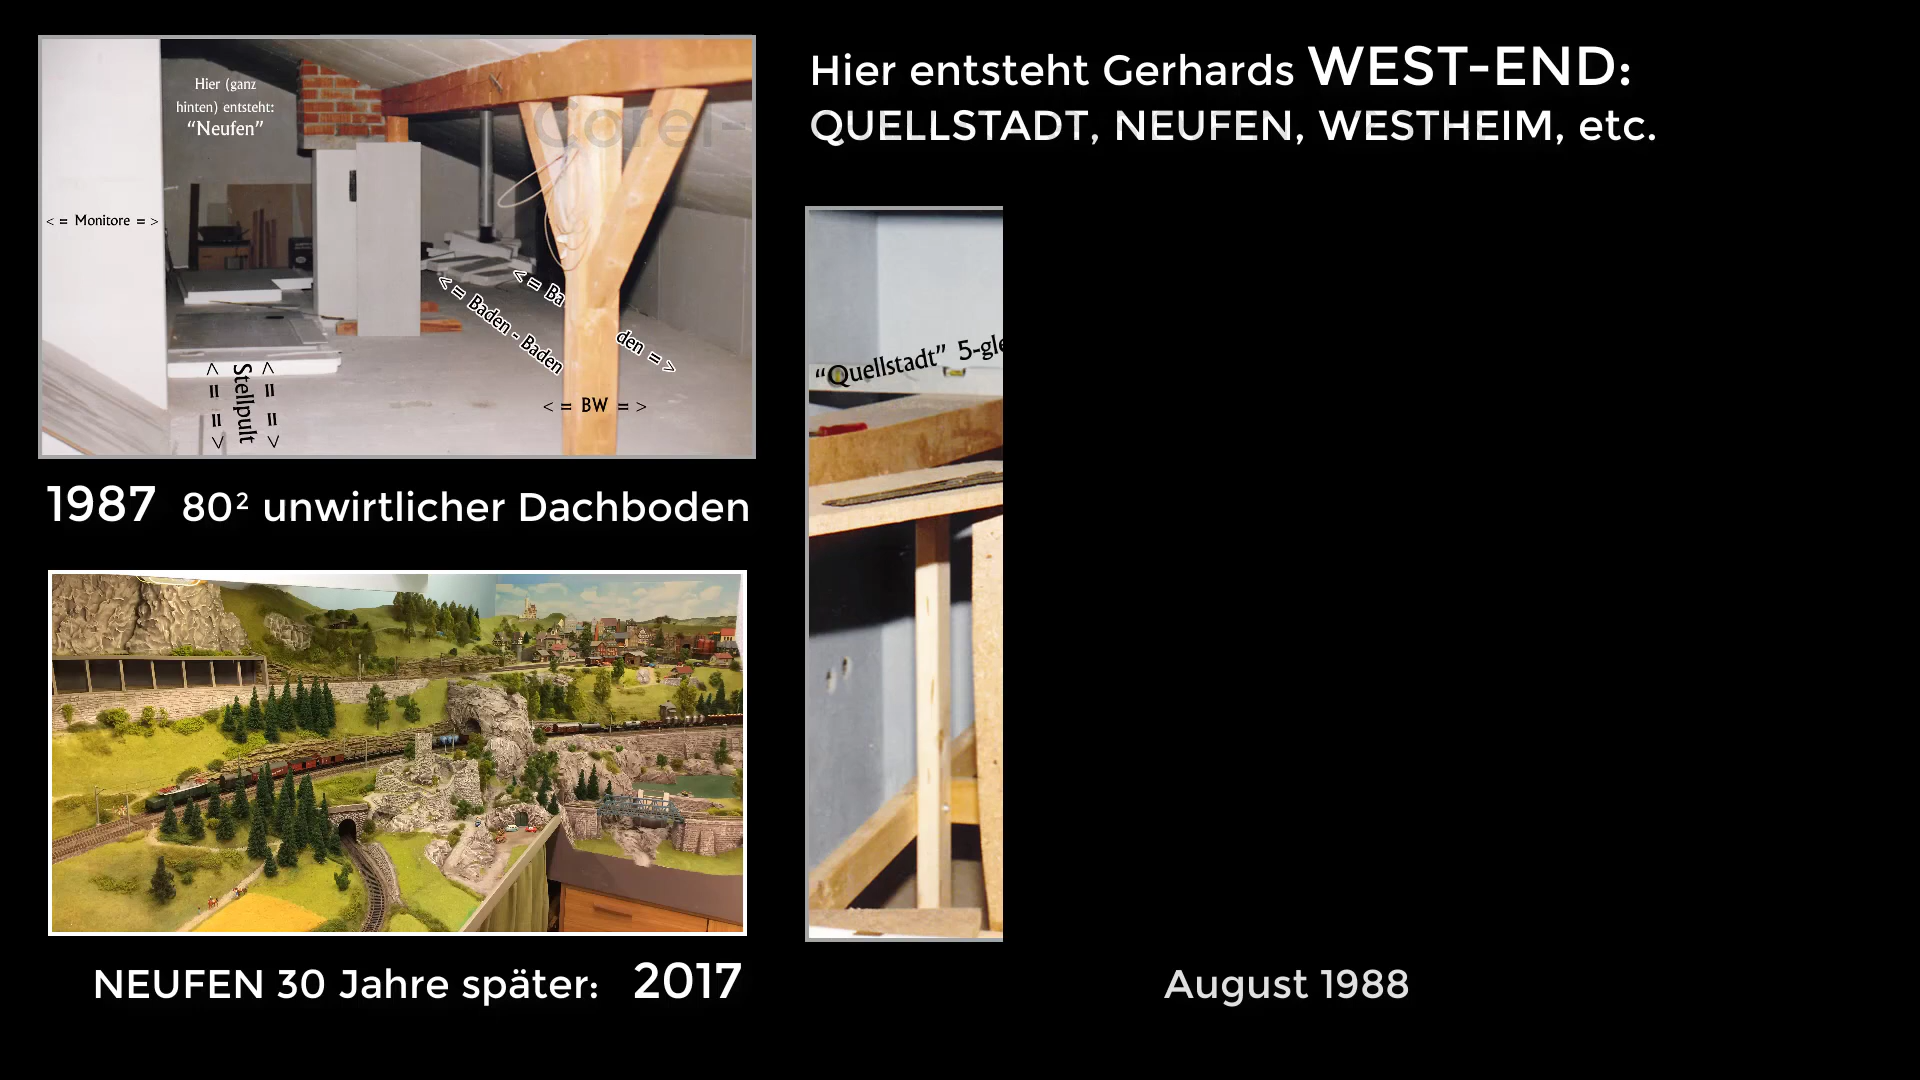 Hier (ganz
hinten) entsteht:
“Neufen”
< = Monitore = >
< = Baden - Baden
< = Ba
den = >
< = Stellpult = >
< = BW = >
1987 80² unwirtlicher Dachboden
NEUFEN 30 Jahre später: 2017
Hier entsteht Gerhards WEST-END:
QUELLSTADT, NEUFEN, WESTHEIM, etc.
“Quellstadt” 5-gle
August 1988